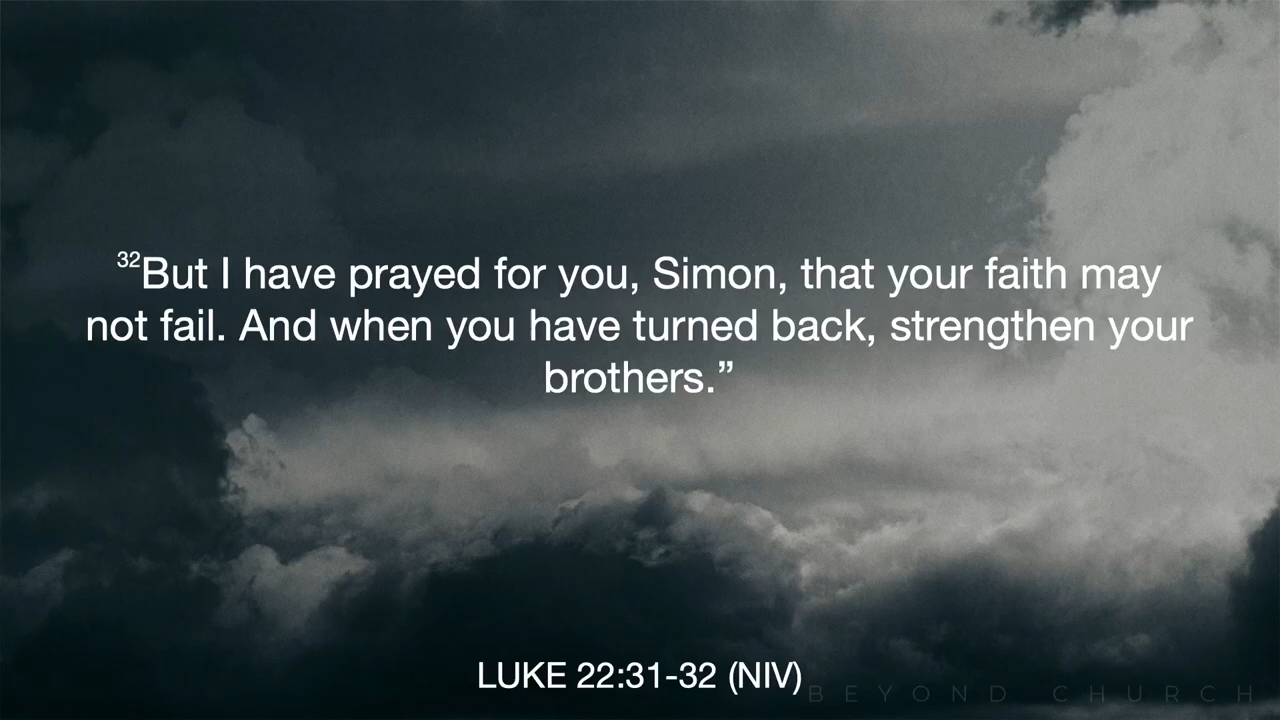 32But I have prayed for you, Simon, that your faith may
not fail. And when you have turned back, strengthen your
brothers.”
LUKE 22:31-32 (NIV)
BEYOND CHURCH